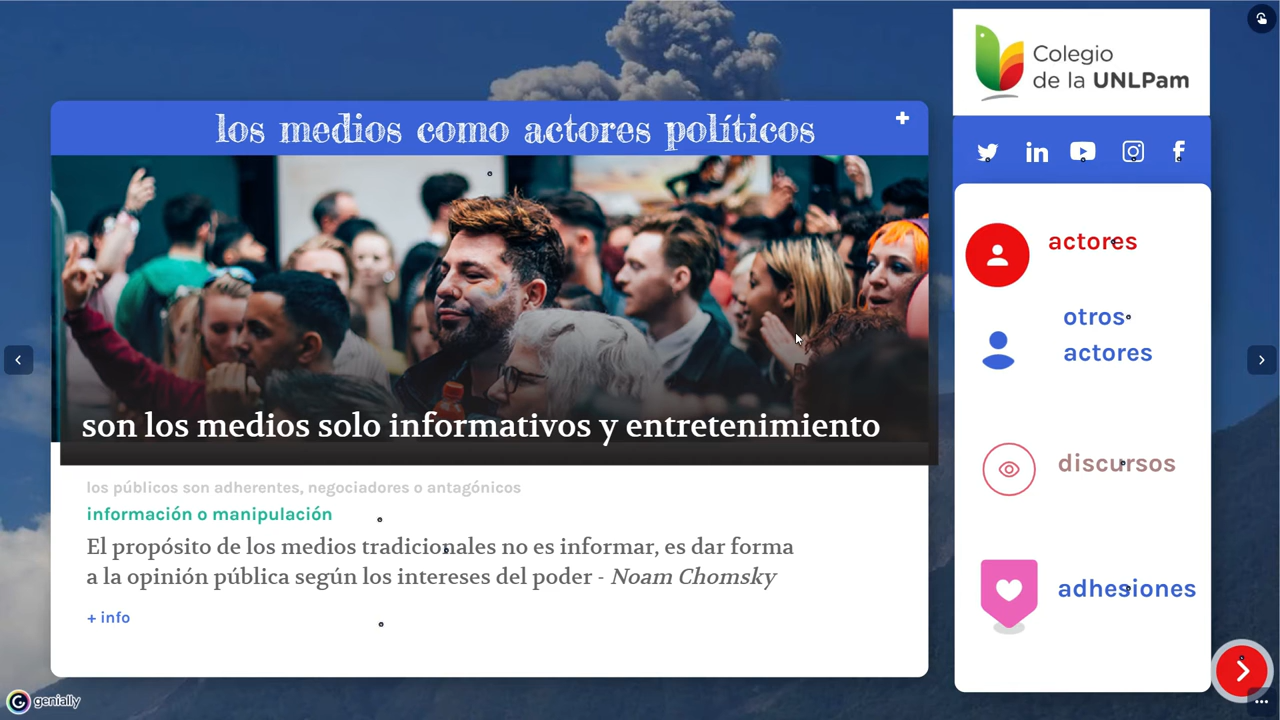 los medios como actores políticos
son los medios solo informativos y entretenimiento
los públicos son adherentes, negociadores o antagónicos
información o manipulación
El propósito de los medios tradicionales no es informar, es dar forma
a la opinión pública según los intereses del poder - Noam Chomsky
+ info
Colegio
de la UNLPam
actores
otros
actores
discursos
adhesiones
genially